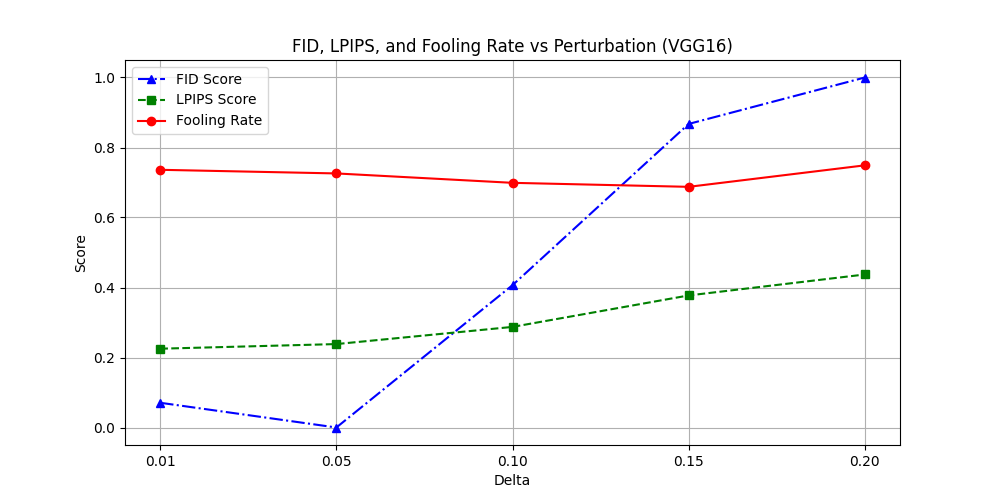 FID, LPIPS, and Fooling Rate vs Perturbation (VGG16)
FID Score
LPIPS Score
Fooling Rate
Score
1.0
0.8
0.6
0.4
0.2
0.0
0.01 0.05 0.10 0.15 0.20
Delta